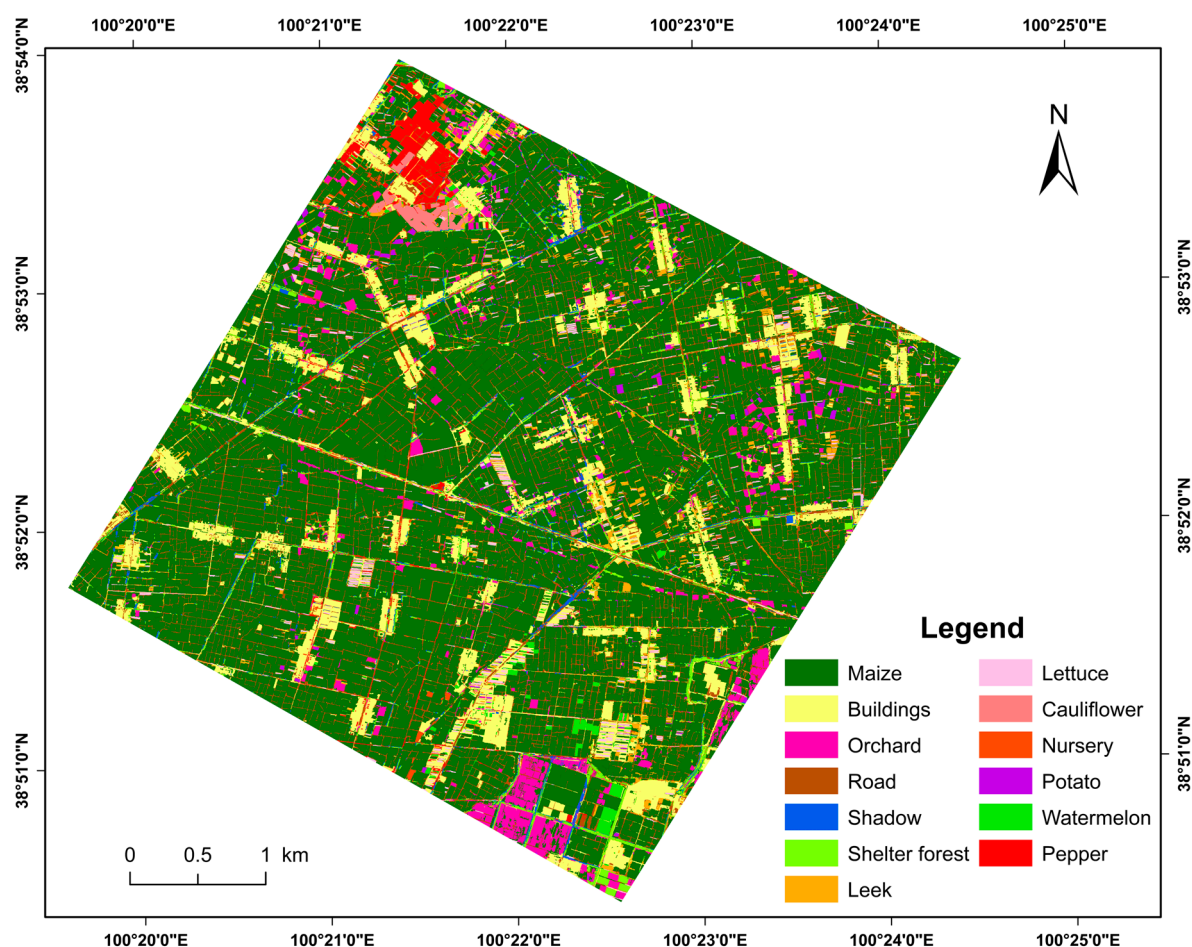 100°20'0"E 100°21'0"E 100°22'0"E 100°23'0"E 100°24'0"E 100°25'0"E
38°54'0"N
N
38°53'0"N
38°53'0"N
38°52'0"N
38°52'0"N
Legend
Maize
Lettuce
Buildings
Cauliflower
Orchard
Nursery
38°51'0"N
38°51'0"N
Road
Potato
Shadow
Watermelon
Shelter forest
Pepper
Leek
0 0.5 1 km
100°20'0"E 100°21'0"E 100°22'0"E 100°23'0"E 100°24'0"E 100°25'0"E